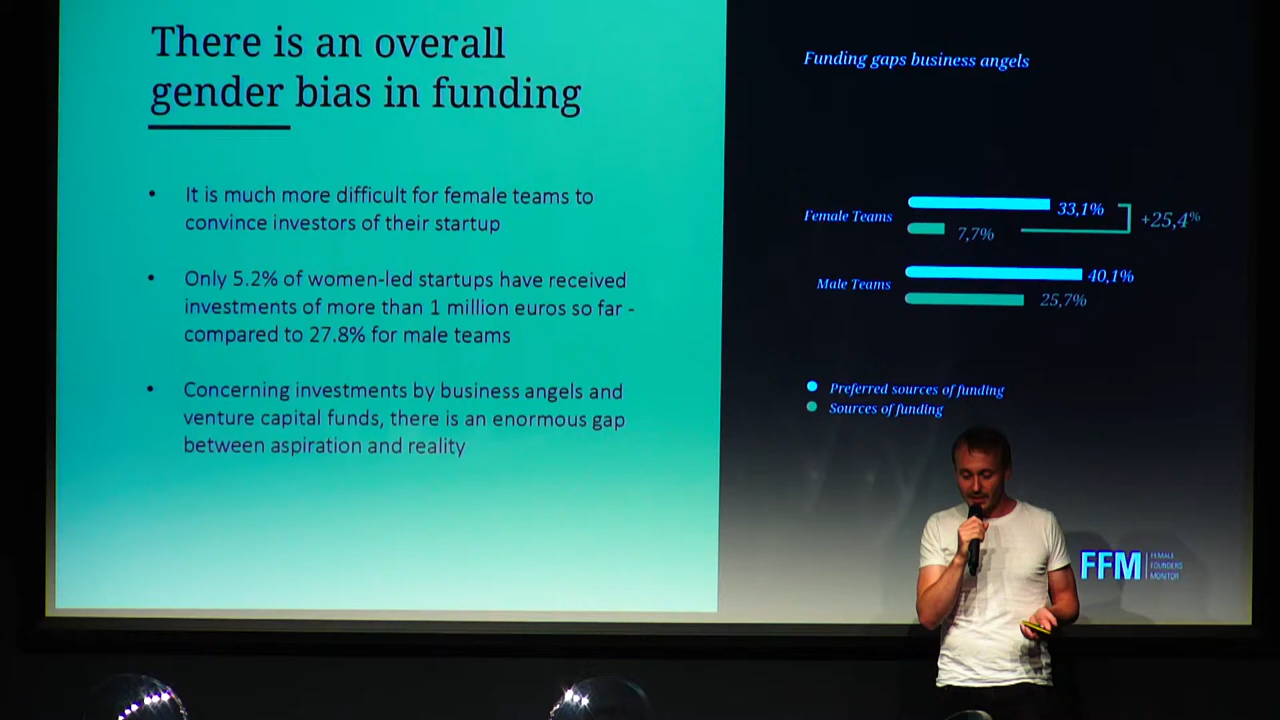 There is an overall
gender bias in funding
• It is much more difficult for female teams to
convince investors of their startup
• Only 5.2% of women-led startups have received
investments of more than 1 million euros so far -
compared to 27.8% for male teams
• Concerning investments by business angels and
venture capital funds, there is an enormous gap
between aspiration and reality
Funding gaps business angels
Female Teams
33,1%
7,7%
+25,4%
Male Teams
40,1%
25,7%
Preferred sources of funding
Sources of funding
FFM
FEMALE
FOUNDERS
MONITOR